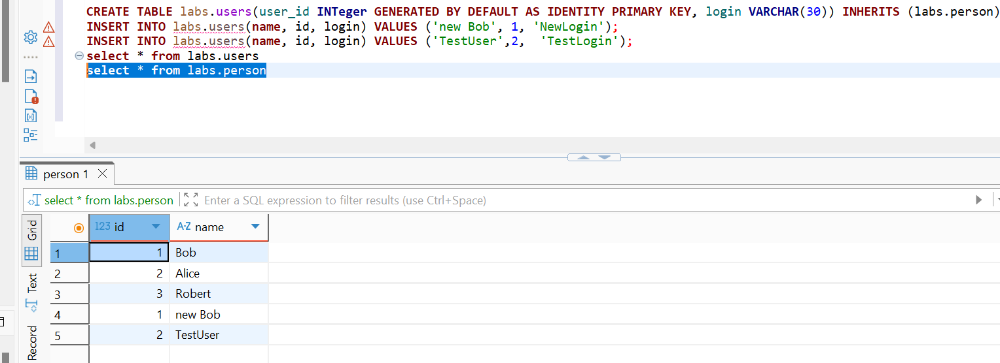 CREATE TABLE labs.users(user_id INTeger GENERATED BY DEFAULT AS IDENTITY PRIMARY KEY, login VARCHAR(30)) INHERITS (labs.person)
INSERT INTO labs.users(name, id, login) VALUES ('new Bob', 1, 'NewLogin');
INSERT INTO labs.users(name, id, login) VALUES ('TestUser',2,  'TestLogin');
select * from labs.users
select * from labs.person
person 1
select * from labs.person Enter a SQL expression to filter results (use Ctrl+Space)
Grid
Text
Record
123 id A-Z name
1 1 Bob
2 2 Alice
3 3 Robert
4 1 new Bob
5 2 TestUser